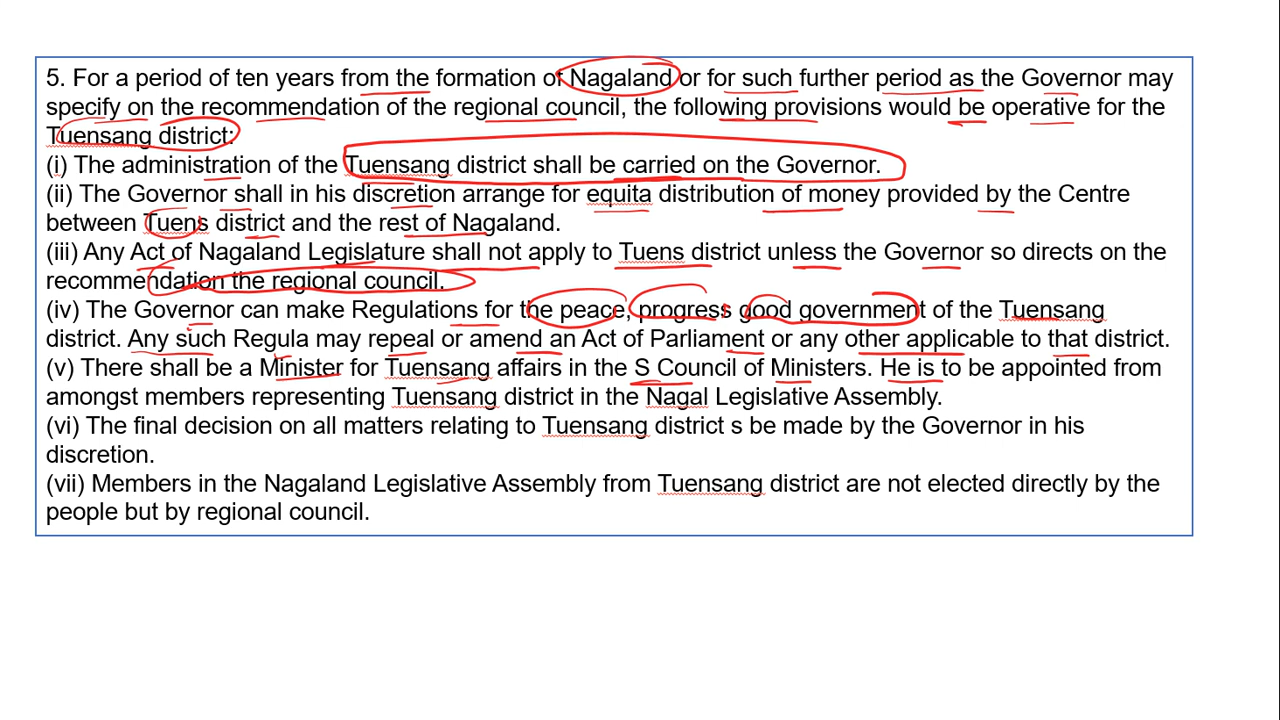 5. For a period of ten years from the formation of Nagaland or for such further period as the Governor may
specify on the recommendation of the regional council, the following provisions would be operative for the
Tuensang district:
(i) The administration of the Tuensang district shall be carried on the Governor.
(ii) The Governor shall in his discretion arrange for equita distribution of money provided by the Centre
between Tuens district and the rest of Nagaland.
(iii) Any Act of Nagaland Legislature shall not apply to Tuens district unless the Governor so directs on the
recommendation the regional council.
(iv) The Governor can make Regulations for the peace, progress good government of the Tuensang
district. Any such Regula may repeal or amend an Act of Parliament or any other applicable to that district.
(v) There shall be a Minister for Tuensang affairs in the S Council of Ministers. He is to be appointed from
amongst members representing Tuensang district in the Nagal Legislative Assembly.
(vi) The final decision on all matters relating to Tuensang district s be made by the Governor in his
discretion.
(vii) Members in the Nagaland Legislative Assembly from Tuensang district are not elected directly by the
people but by regional council.